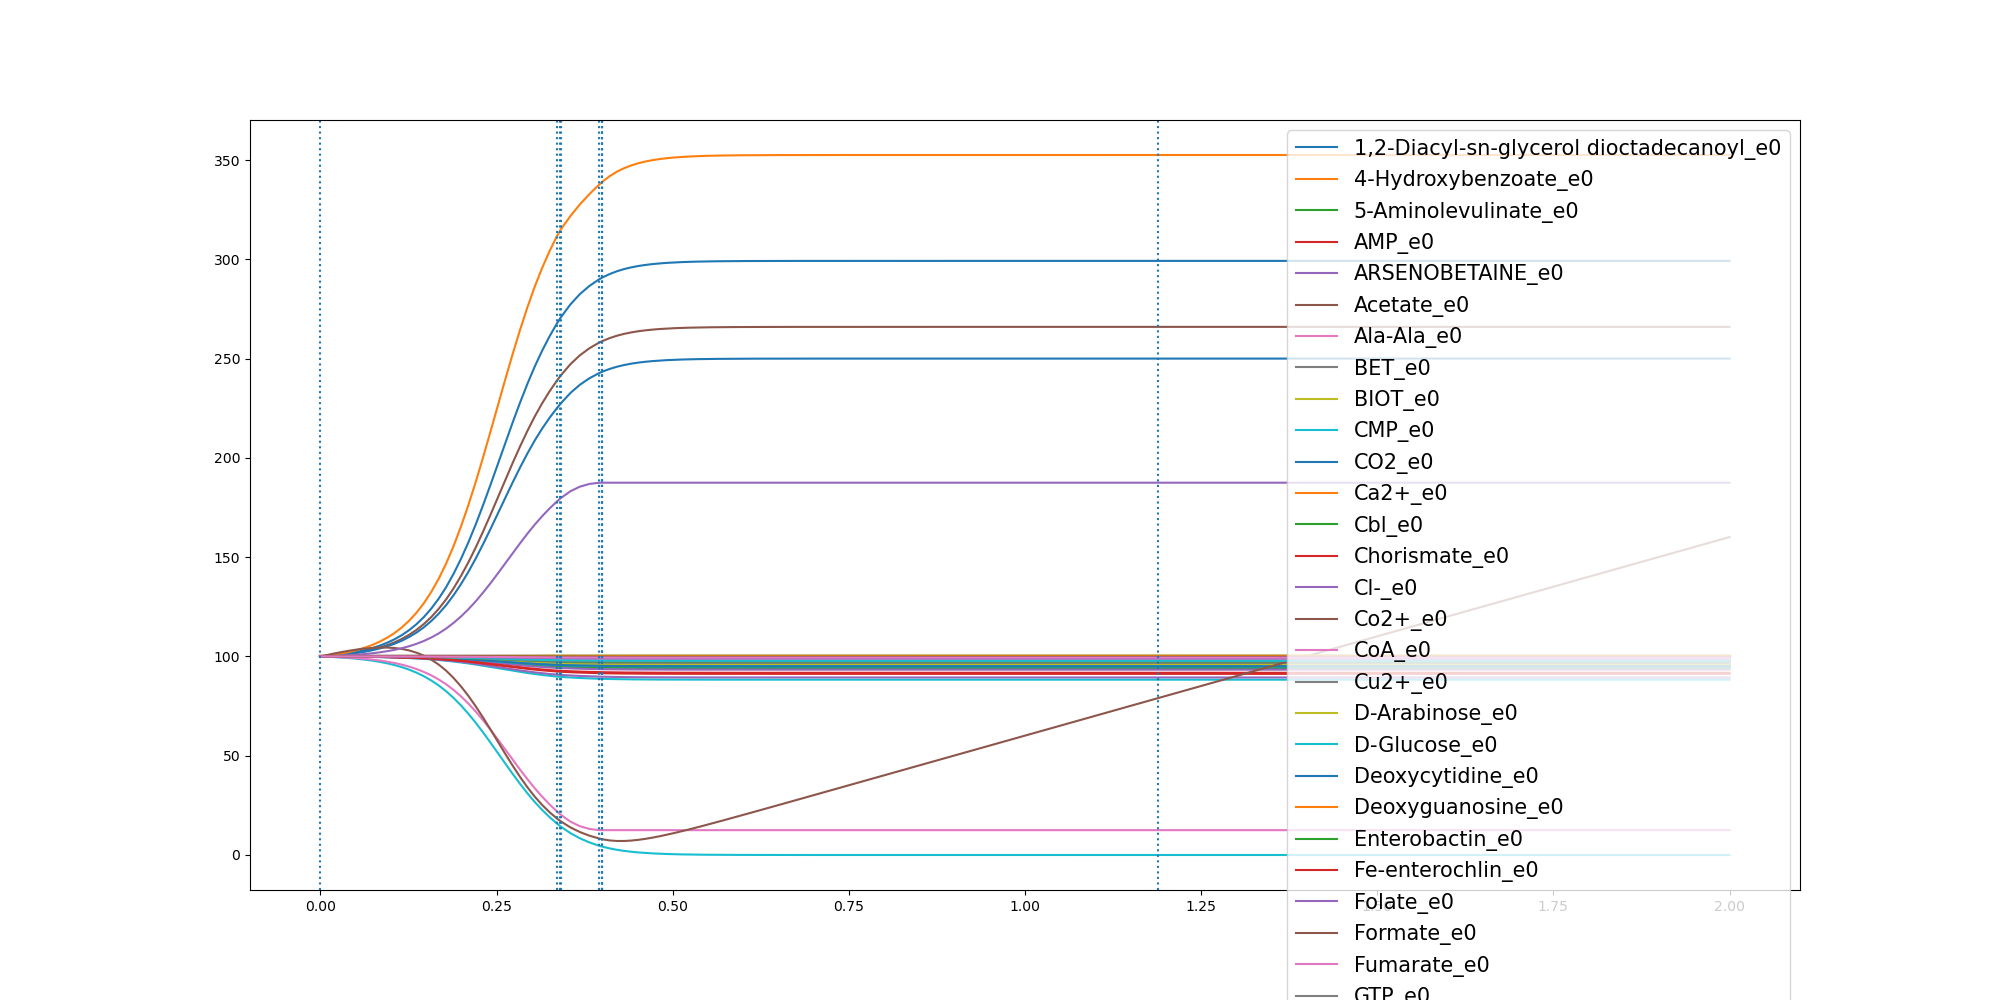 350
300
250
200
150
100
50
0
0.00
0.25
0.50
0.75
1.00
1.25
1.75
2.00
1,2-Diacyl-sn-glycerol dioctadecanoyl_e0
4-Hydroxybenzoate_e0
5-Aminolevulinate_e0
AMP_e0
ARSENOBETAINE_e0
Acetate_e0
Ala-Ala_e0
BET_e0
BIOT_e0
CMP_e0
CO2_e0
Ca2+_e0
Cbl_e0
Chorismate_e0
Cl-_e0
Co2+_e0
CoA_e0
Cu2+_e0
D-Arabinose_e0
D-Glucose_e0
Deoxycytidine_e0
Deoxyguanosine_e0
Enterobactin_e0
Fe-enterochlin_e0
Folate_e0
Formate_e0
Fumarate_e0
GTP_e0